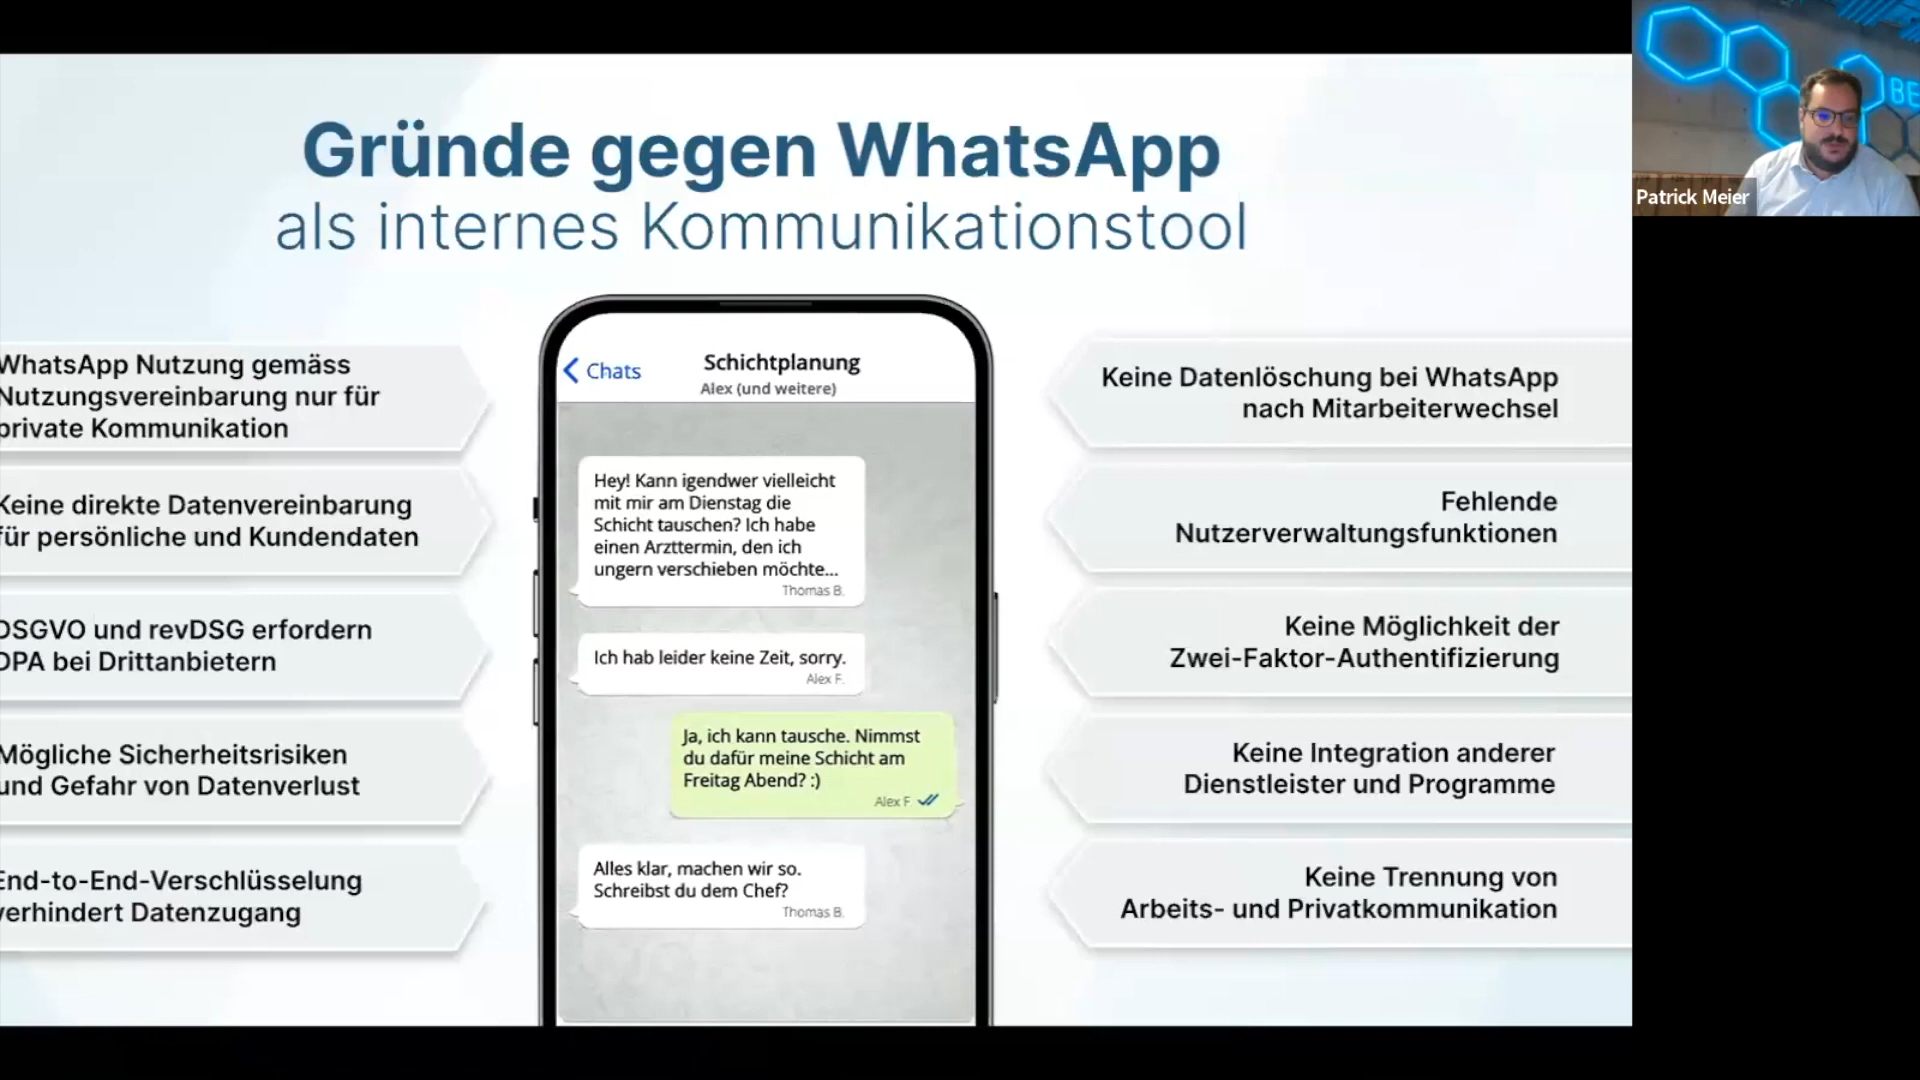 Gründe gegen WhatsApp
als internes Kommunikationstool
WhatsApp Nutzung gemäss
Nutzungsvereinbarung nur für
private Kommunikation
Keine direkte Datenvereinbarung
für persönliche und Kundendaten
DSGVO und revDSG erfordern
DPA bei Drittanbietern
Mögliche Sicherheitsrisiken
und Gefahr von Datenverlust
End-to-End-Verschlüsselung
verhindert Datenzugang
Chats
Schichtplanung
Alex (und weitere)
Hey! Kann igendwer vielleicht
mit mir am Dienstag die
Schicht tauschen? Ich habe
einen Arzttermin, den ich
ungern verschieben möchte...
Thomas B.
Ich hab leider keine Zeit, sorry.
Alex F.
Ja, ich kann tausche. Nimmst
du dafür meine Schicht am
Freitag Abend? :)
Alex F.
Alles klar, machen wir so.
Schreibst du dem Chef?
Thomas B.
Keine Datenlöschung bei WhatsApp
nach Mitarbeiterwechsel
Fehlende
Nutzerverwaltungsfunktionen
Keine Möglichkeit der
Zwei-Faktor-Authentifizierung
Keine Integration anderer
Dienstleister und Programme
Keine Trennung von
Arbeits- und Privatkommunikation
BE
Patrick Meier